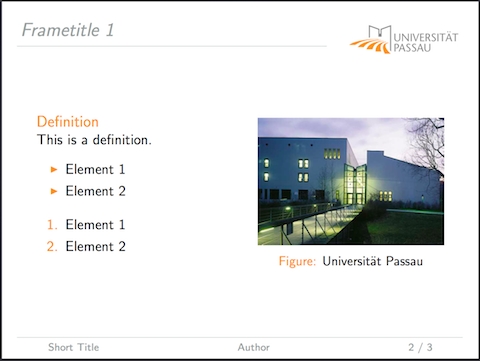 Frametitle 1
UNIVERSITÄT
PASSAU
Definition
This is a definition.
Element 1
Element 2
1. Element 1
2. Element 2
Figure: Universität Passau
Short Title
Author
2 / 3